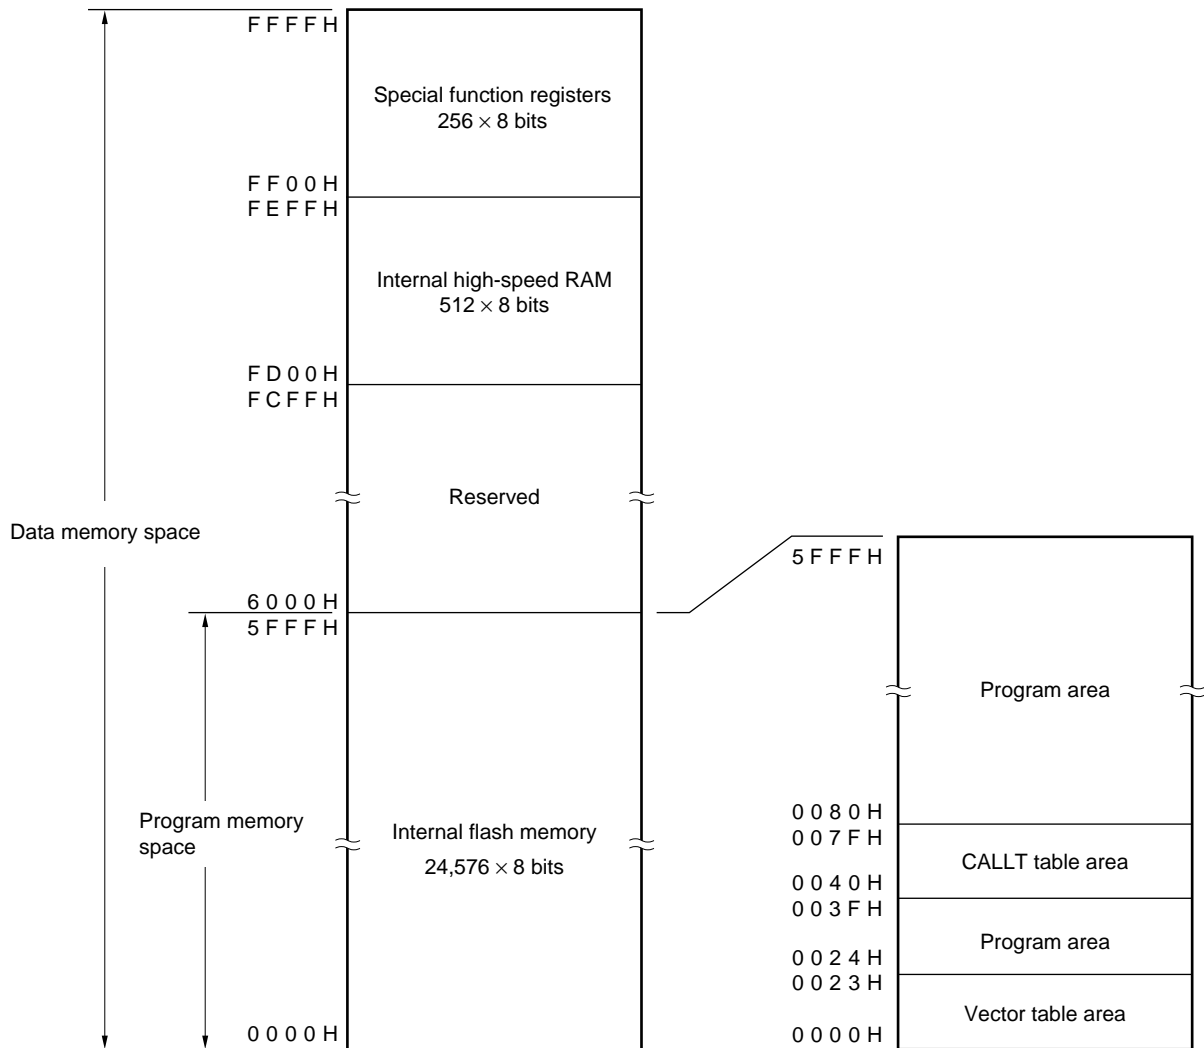 FFFFH
Special function registers
256 × 8 bits
FF00H
FEFFH
Internal high-speed RAM
512 × 8 bits
FD00H
FCFFH
Reserved
Data memory space
6000H
5FFFH
Program memory
space
Internal flash memory
24,576 × 8 bits
0000H
5FFFH
Program area
0080H
007FH
CALLT table area
0040H
003FH
Program area
0024H
0023H
Vector table area
0000H